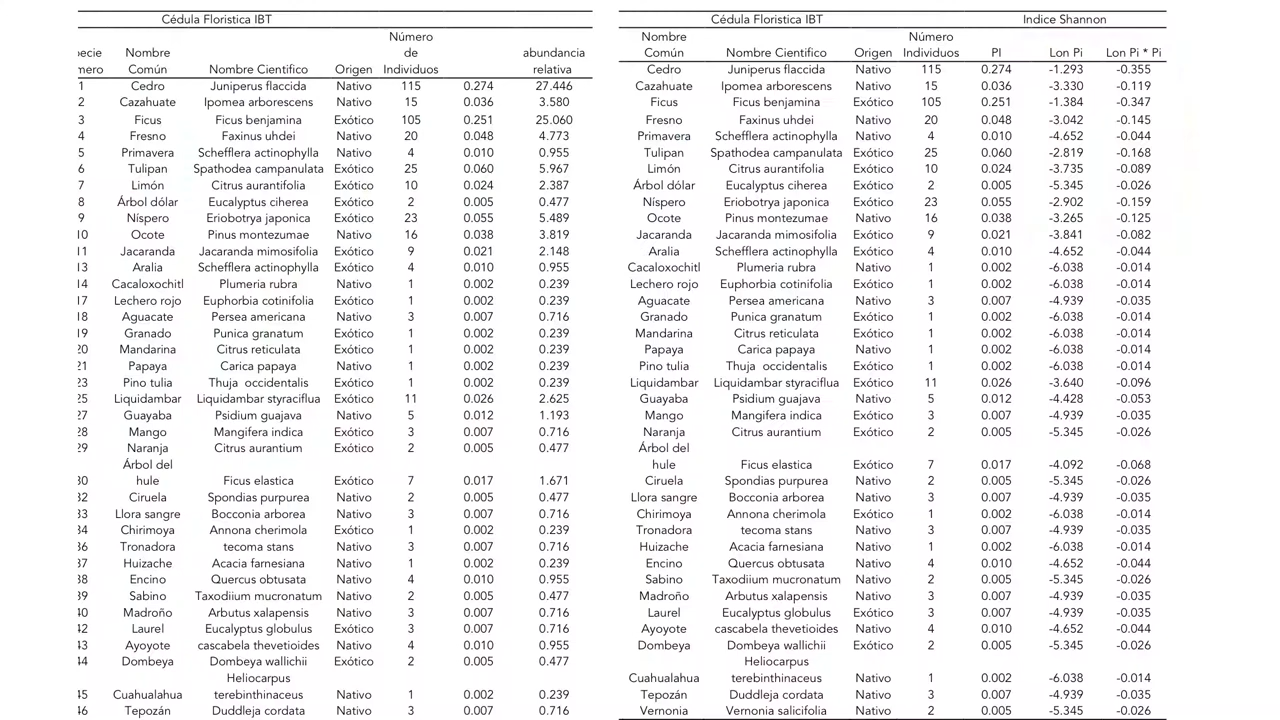 Cédula Floristica IBT
Número
Nombre de abundancia
Común Nombre Cientifico Origen Individuos relativa
1 Cedro Juniperus flaccida Nativo 115 0.274 27.446
2 Cazahuate Ipomea arborescens Nativo 15 0.036 3.580
3 Ficus Ficus benjamina Exótico 105 0.251 25.060
4 Fresno Faxinus uhdei Nativo 20 0.048 4.773
5 Primavera Schefflera actinophylla Nativo 4 0.010 0.955
6 Tulipan Spathodea campanulata Exótico 25 0.060 5.967
7 Limón Citrus aurantifolia Exótico 10 0.024 2.387
8 Árbol dólar Eucalyptus ciherea Exótico 2 0.005 0.477
9 Níspero Eriobotrya japonica Exótico 23 0.055 5.489
10 Ocote Pinus montezumae Nativo 16 0.038 3.819
11 Jacaranda Jacaranda mimosifolia Exótico 9 0.021 2.148
13 Aralia Schefflera actinophylla Exótico 4 0.010 0.955
14 Cacaloxochitl Plumeria rubra Nativo 1 0.002 0.239
17 Lechero rojo Euphorbia cotinifolia Exótico 1 0.002 0.239
18 Aguacate Persea americana Nativo 3 0.007 0.716
19 Granado Punica granatum Exótico 1 0.002 0.239
20 Mandarina Citrus reticulata Exótico 1 0.002 0.239
21 Papaya Carica papaya Nativo 1 0.002 0.239
23 Pino tulia Thuja occidentalis Exótico 1 0.002 0.239
25 Liquidambar Liquidambar styraciflua Exótico 11 0.026 2.625
27 Guayaba Psidium guajava Nativo 5 0.012 1.193
28 Mango Mangifera indica Exótico 3 0.007 0.716
29 Naranja Citrus aurantium Exótico 2 0.005 0.477
Árbol del
30 hule Ficus elastica Exótico 7 0.017 1.671
32 Ciruela Spondias purpurea Nativo 2 0.005 0.477
33 Llora sangre Bocconia arborea Nativo 3 0.007 0.716
34 Chirimoya Annona cherimola Exótico 1 0.002 0.239
36 Tronadora tecoma stans Nativo 3 0.007 0.716
37 Huizache Acacia farnesiana Nativo 1 0.002 0.239
38 Encino Quercus obtusata Nativo 4 0.010 0.955
39 Sabino Taxodiium mucronatum Nativo 2 0.005 0.477
40 Madroño Arbutus xalapensis Nativo 3 0.007 0.716
42 Laurel Eucalyptus globulus Exótico 3 0.007 0.716
43 Ayoyote cascabela thevetioides Nativo 4 0.010 0.955
44 Dombeya Dombeya wallichii Exótico 2 0.005 0.477
Heliocarpus
45 Cuahualahua terebinthinaceus Nativo 1 0.002 0.239
46 Tepozán Duddleja cordata Nativo 3 0.007 0.716
Cédula Floristica IBT Indice Shannon
Nombre Número
Común Nombre Cientifico Origen Individuos PI Lon Pi Lon Pi * Pi
Cedro Juniperus flaccida Nativo 115 0.274 -1.293 -0.355
Cazahuate Ipomea arborescens Nativo 15 0.036 -3.330 -0.119
Ficus Ficus benjamina Exótico 105 0.251 -1.384 -0.347
Fresno Faxinus uhdei Nativo 20 0.048 -3.042 -0.145
Primavera Schefflera actinophylla Nativo 4 0.010 -4.652 -0.044
Tulipan Spathodea campanulata Exótico 25 0.060 -2.819 -0.168
Limón Citrus aurantifolia Exótico 10 0.024 -3.735 -0.089
Árbol dólar Eucalyptus ciherea Exótico 2 0.005 -5.345 -0.026
Níspero Eriobotrya japonica Exótico 23 0.055 -2.902 -0.159
Ocote Pinus montezumae Nativo 16 0.038 -3.265 -0.125
Jacaranda Jacaranda mimosifolia Exótico 9 0.021 -3.841 -0.082
Aralia Schefflera actinophylla Exótico 4 0.010 -4.652 -0.044
Cacaloxochitl Plumeria rubra Nativo 1 0.002 -6.038 -0.014
Lechero rojo Euphorbia cotinifolia Exótico 1 0.002 -6.038 -0.014
Aguacate Persea americana Nativo 3 0.007 -4.939 -0.035
Granado Punica granatum Exótico 1 0.002 -6.038 -0.014
Mandarina Citrus reticulata Exótico 1 0.002 -6.038 -0.014
Papaya Carica papaya Nativo 1 0.002 -6.038 -0.014
Pino tulia Thuja occidentalis Exótico 1 0.002 -6.038 -0.014
Liquidambar Liquidambar styraciflua Exótico 11 0.026 -3.640 -0.096
Guayaba Psidium guajava Nativo 5 0.012 -4.428 -0.053
Mango Mangifera indica Exótico 3 0.007 -4.939 -0.035
Naranja Citrus aurantium Exótico 2 0.005 -5.345 -0.026
Árbol del
hule Ficus elastica Exótico 7 0.017 -4.092 -0.068
Ciruela Spondias purpurea Nativo 2 0.005 -5.345 -0.026
Llora sangre Bocconia arborea Nativo 3 0.007 -4.939 -0.035
Chirimoya Annona cherimola Exótico 1 0.002 -6.038 -0.014
Tronadora tecoma stans Nativo 3 0.007 -4.939 -0.035
Huizache Acacia farnesiana Nativo 1 0.002 -6.038 -0.014
Encino Quercus obtusata Nativo 4 0.010 -4.652 -0.044
Sabino Taxodiium mucronatum Nativo 2 0.005 -5.345 -0.026
Madroño Arbutus xalapensis Nativo 3 0.007 -4.939 -0.035
Laurel Eucalyptus globulus Exótico 3 0.007 -4.939 -0.035
Ayoyote cascabela thevetioides Nativo 4 0.010 -4.652 -0.044
Dombeya Dombeya wallichii Exótico 2 0.005 -5.345 -0.026
Heliocarpus
Cuahualahua terebinthinaceus Nativo 1 0.002 -6.038 -0.014
Tepozán Duddleja cordata Nativo 3 0.007 -4.939 -0.035
Vernonia Vernonia salicifolia Nativo 2 0.005 -5.345 -0.026